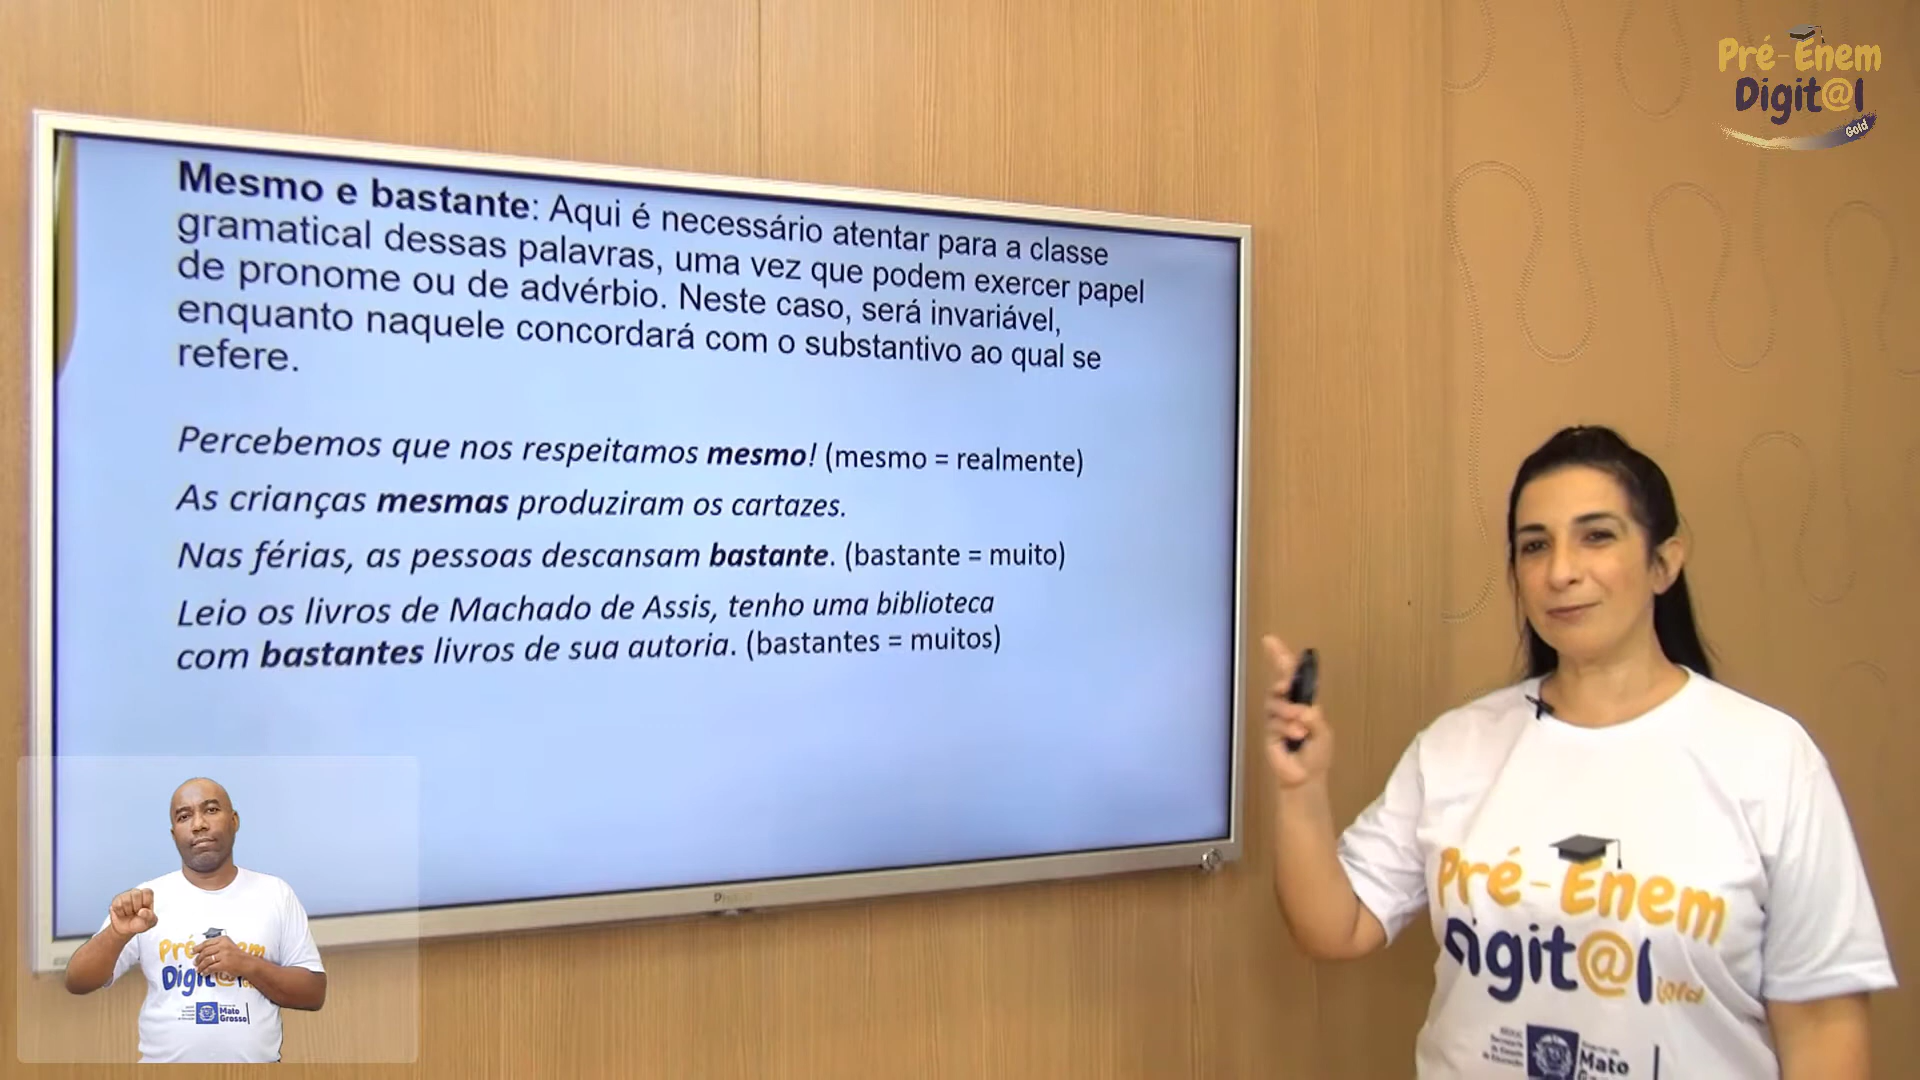 Pré-Enem
Digit@l
Gold
Mesmo e bastante: Aqui é necessário atentar para a classe
gramatical dessas palavras, uma vez que podem exercer papel
de pronome ou de advérbio. Neste caso, será invariável,
enquanto naquele concordará com o substantivo ao qual se
refere.
Percebemos que nos respeitamos mesmo! (mesmo = realmente)
As crianças mesmas produziram os cartazes.
Nas férias, as pessoas descansam bastante. (bastante = muito)
Leio os livros de Machado de Assis, tenho uma biblioteca
com bastantes livros de sua autoria. (bastantes = muitos)
Pré-Enem
Digit@l
Gold
Mato
Pré
em
Digit@
Mato
Grosso